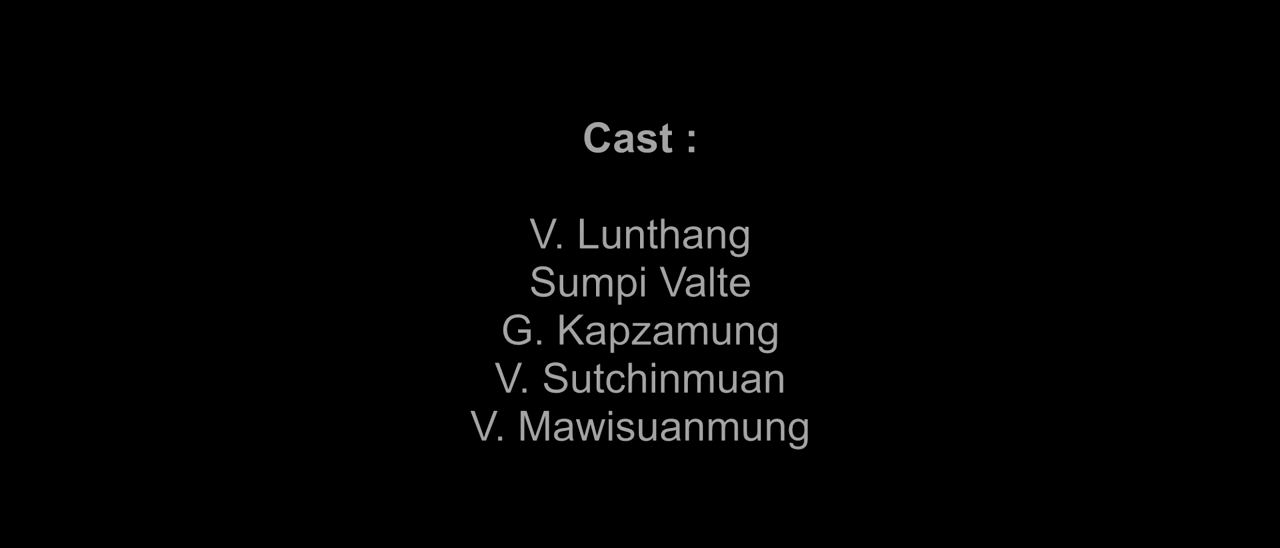 Cast :
V. Lunthang
Sumpi Valte
G. Kapzamung
V. Sutchinmuan
V. Mawisuanmung